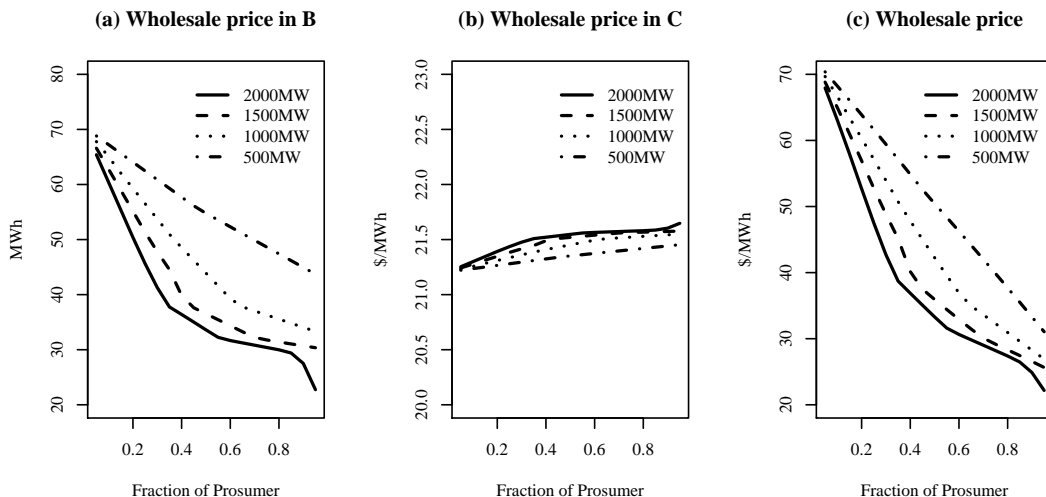 (a) Wholesale price in B
MWh
80
70
60
50
40
30
20
2000MW
1500MW
1000MW
500MW
0.2 0.4 0.6 0.8
Fraction of Prosumer
(b) Wholesale price in C
$/MWh
23.0
22.5
22.0
21.5
21.0
20.5
20.0
2000MW
1500MW
1000MW
500MW
0.2 0.4 0.6 0.8
Fraction of Prosumer
(c) Wholesale price
$/MWh
70
60
50
40
30
20
2000MW
1500MW
1000MW
500MW
0.2 0.4 0.6 0.8
Fraction of Prosumer